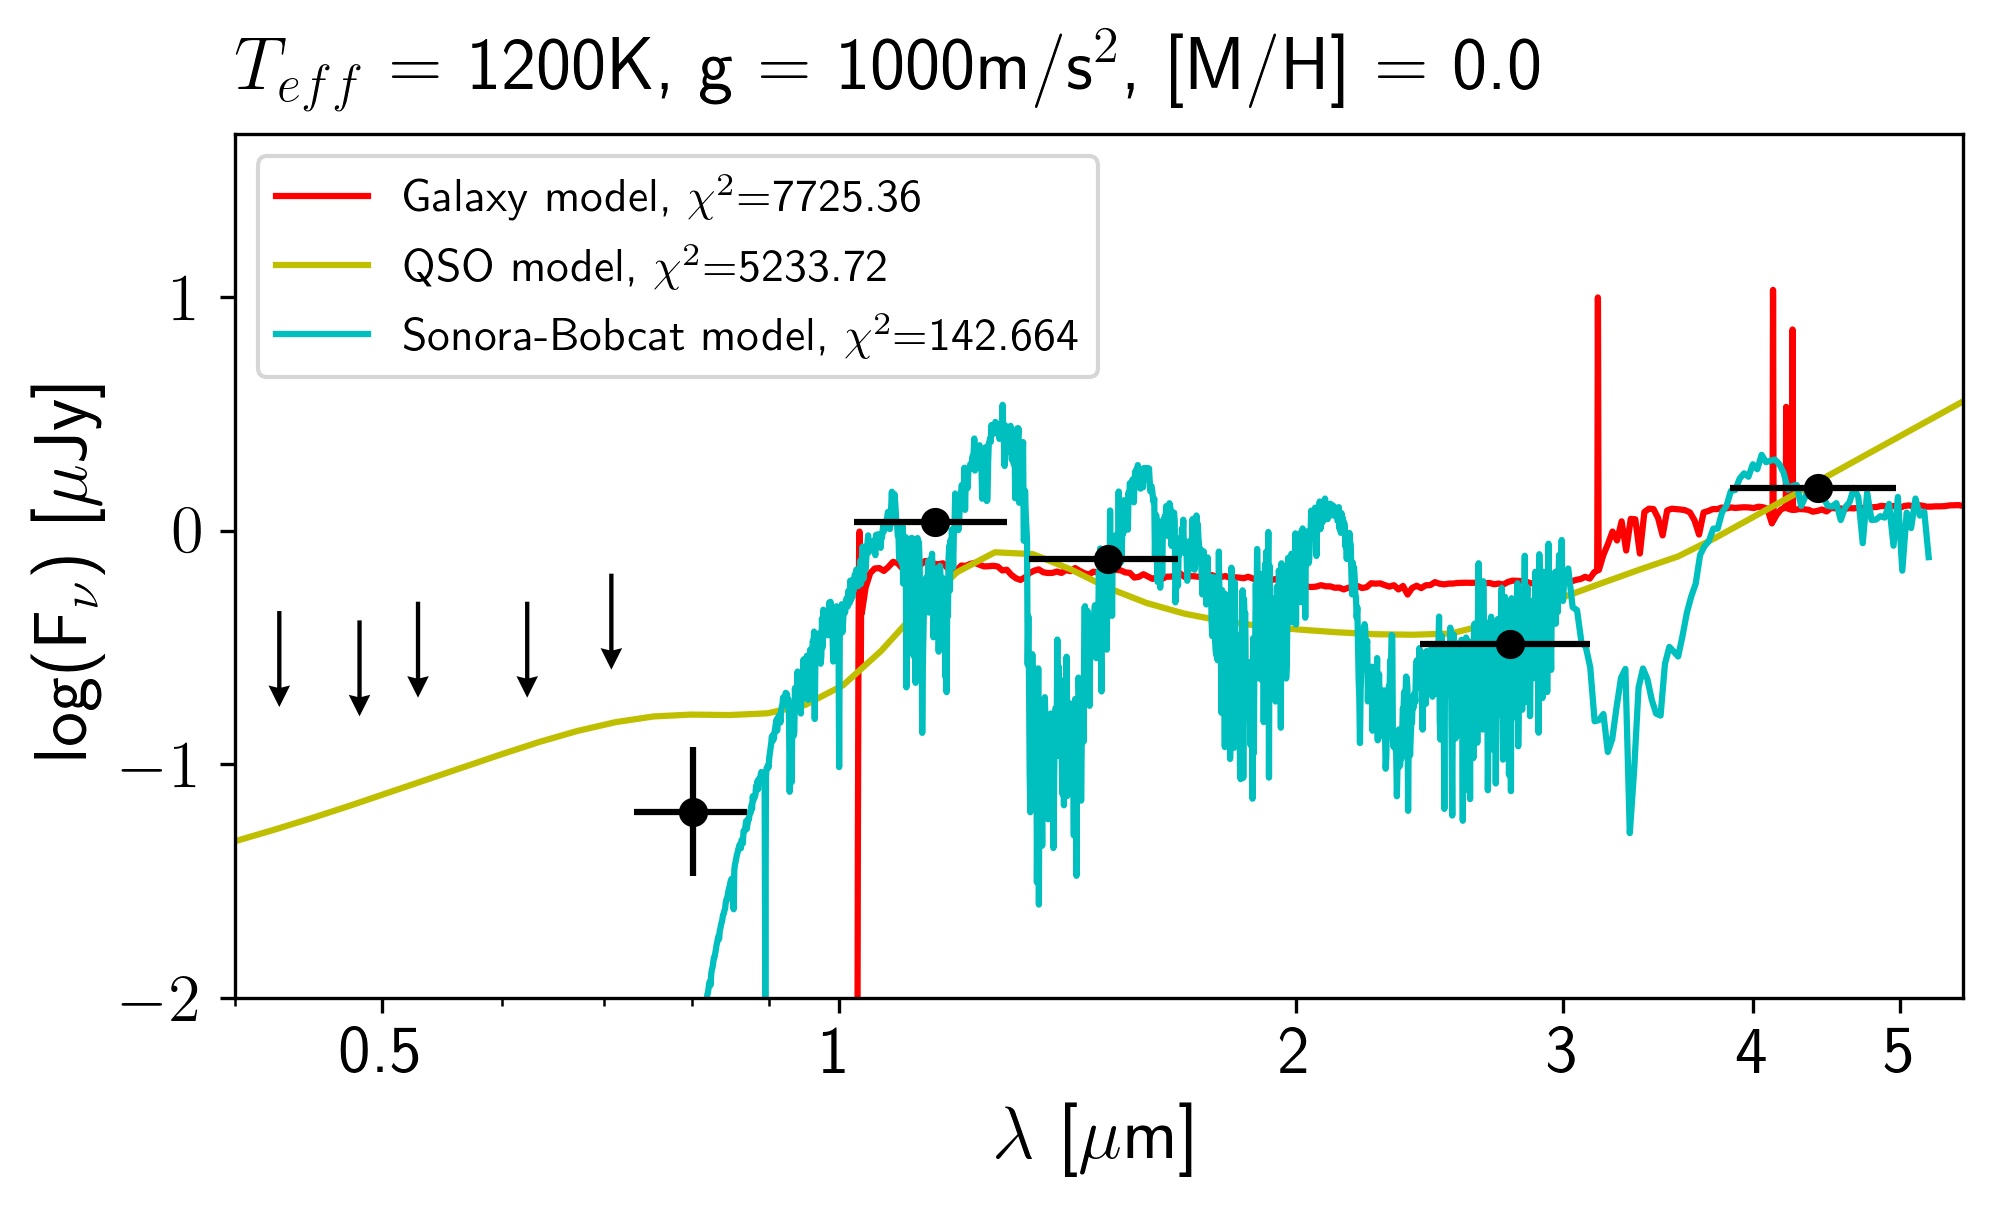 T_eff = 1200K, g = 1000m/s², [M/H] = 0.0
Galaxy model, χ²=7725.36
QSO model, χ²=5233.72
Sonora-Bobcat model, χ²=142.664
log(F_ν) [μJy]
1
0
−1
−2
0.5 1 2 3 4 5
λ [μm]